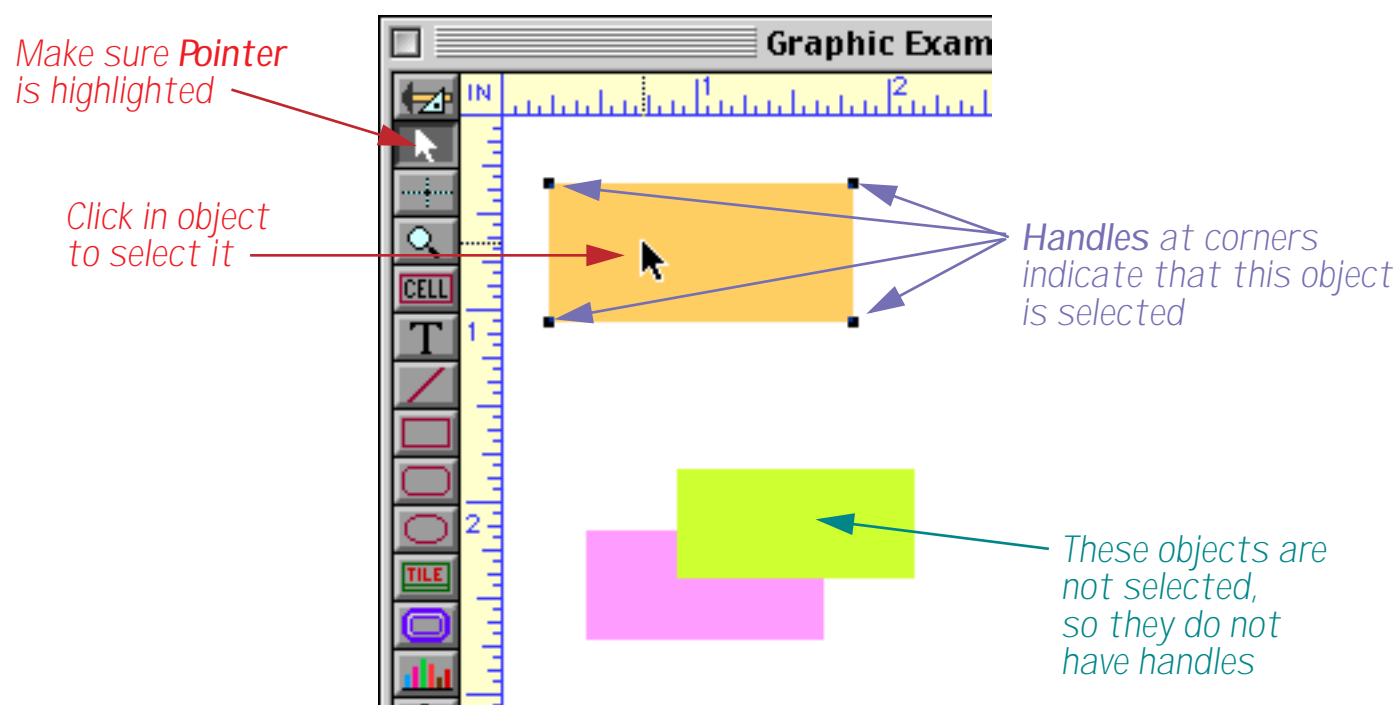 Graphic Exam
Make sure Pointer
is highlighted
IN
1
2
Click in object
to select it
Handles at corners
indicate that this object
is selected
CELL
T
1
2
TILE
These objects are
not selected,
so they do not
have handles